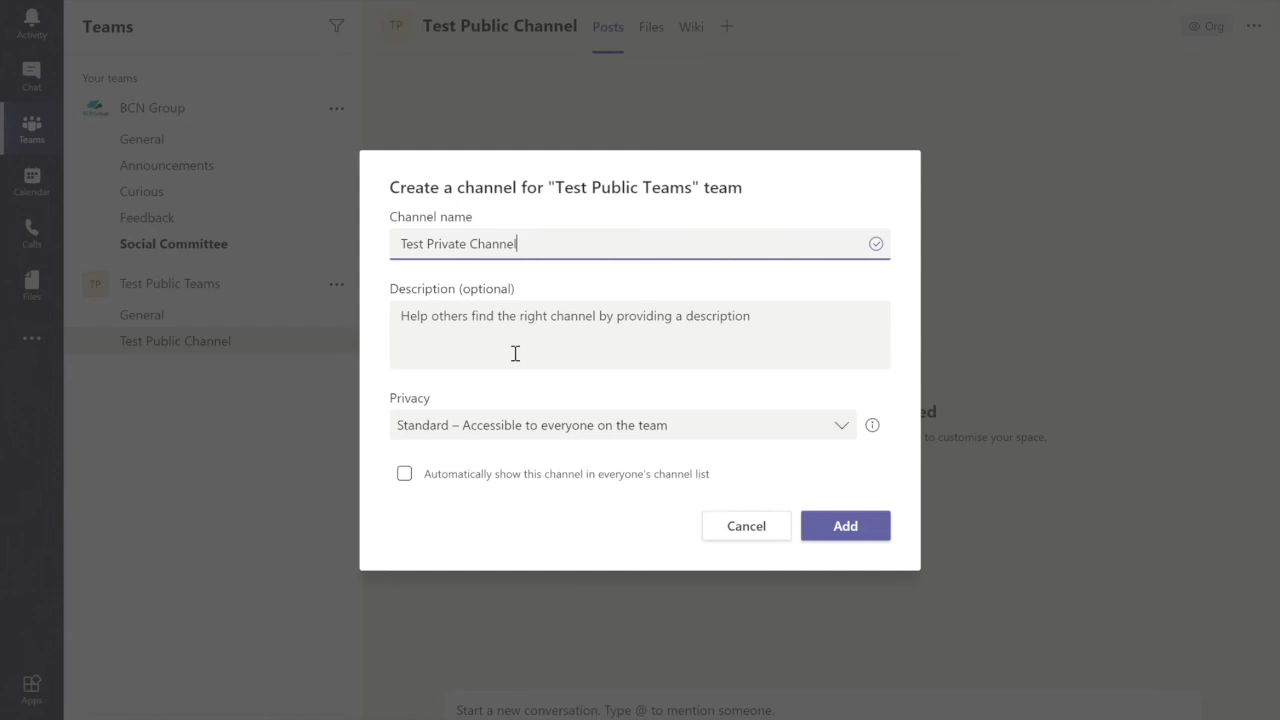 Activity
Chat
Teams
Calendar
Calls
Files
Apps
Teams
Your teams
BCN Group
General
Announcements
Curious
Feedback
Social Committee
TP Test Public Teams
General
Test Public Channel
TP Test Public Channel Posts Files Wiki
Org
Create a channel for "Test Public Teams" team
Channel name
Test Private Channel
Description (optional)
Help others find the right channel by providing a description
Privacy
Standard – Accessible to everyone on the team
Automatically show this channel in everyone's channel list
Cancel Add
ed
to customise your space.
Start a new conversation. Type @ to mention someone.